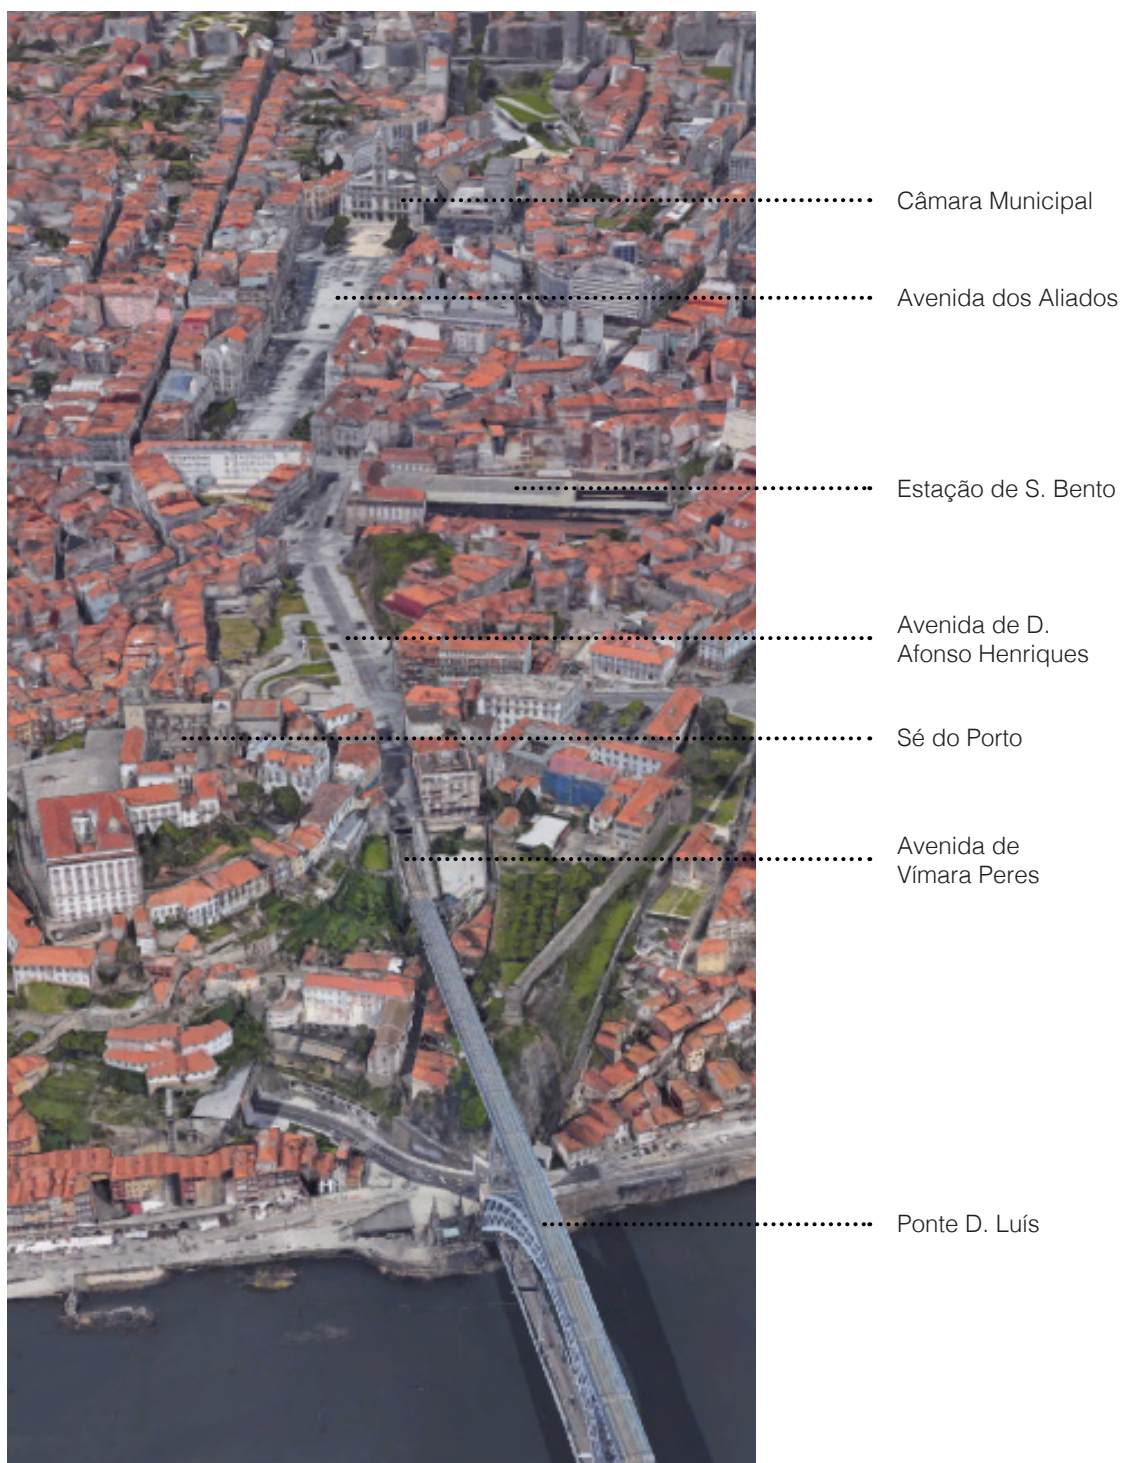 Câmara Municipal
Avenida dos Aliados
Estação de S. Bento
Avenida de D.
Afonso Henriques
Sé do Porto
Avenida de
Vímara Peres
Ponte D. Luís